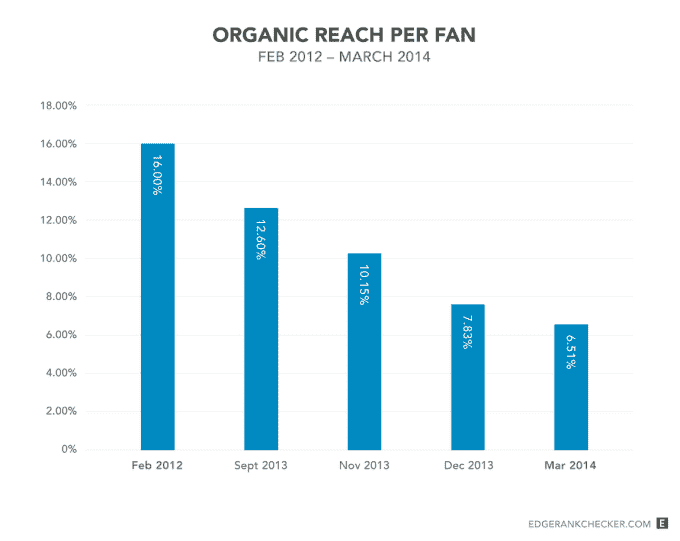 ORGANIC REACH PER FAN
FEB 2012 – MARCH 2014
18.00%
16.00%
14.00%
12.00%
10.00%
8.00%
6.00%
4.00%
2.00%
0%
16.00%
12.60%
10.15%
7.83%
6.51%
Feb 2012
Sept 2013
Nov 2013
Dec 2013
Mar 2014
EDGERANKCHECKER.COM E